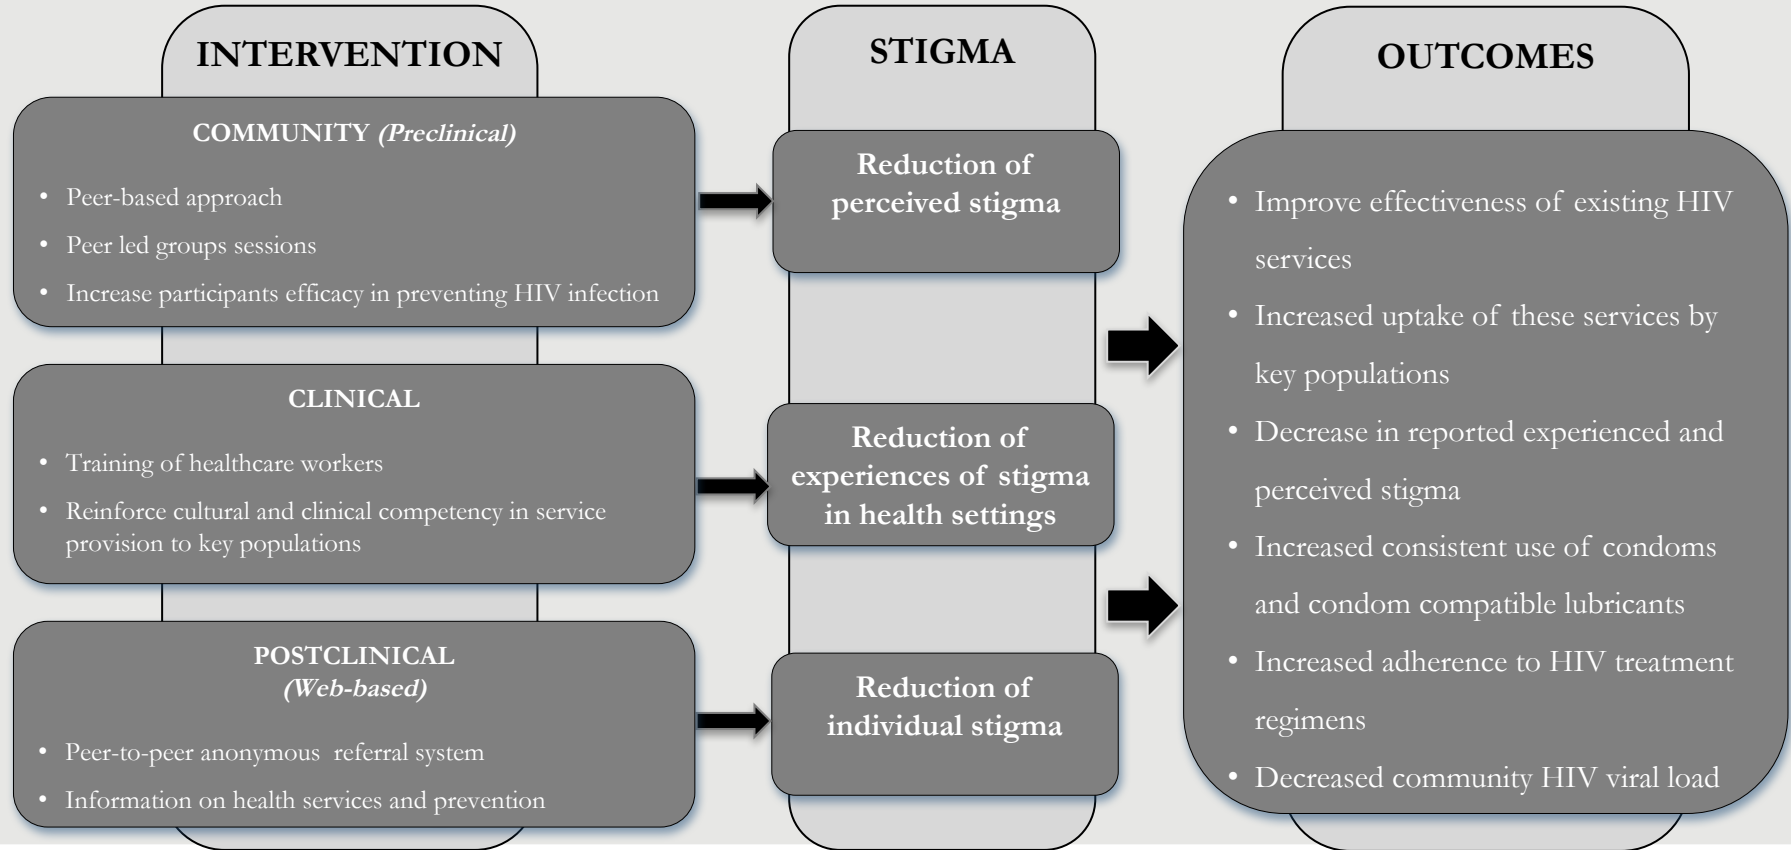 INTERVENTION
COMMUNITY (Preclinical)
• Peer-based approach
• Peer led groups sessions
• Increase participants efficacy in preventing HIV infection
CLINICAL
• Training of healthcare workers
• Reinforce cultural and clinical competency in service
provision to key populations
POSTCLINICAL
(Web-based)
• Peer-to-peer anonymous referral system
• Information on health services and prevention
STIGMA
Reduction of
perceived stigma
Reduction of
experiences of stigma
in health settings
Reduction of
individual stigma
OUTCOMES
• Improve effectiveness of existing HIV
services
• Increased uptake of these services by
key populations
• Decrease in reported experienced and
perceived stigma
• Increased consistent use of condoms
and condom compatible lubricants
• Increased adherence to HIV treatment
regimens
• Decreased community HIV viral load